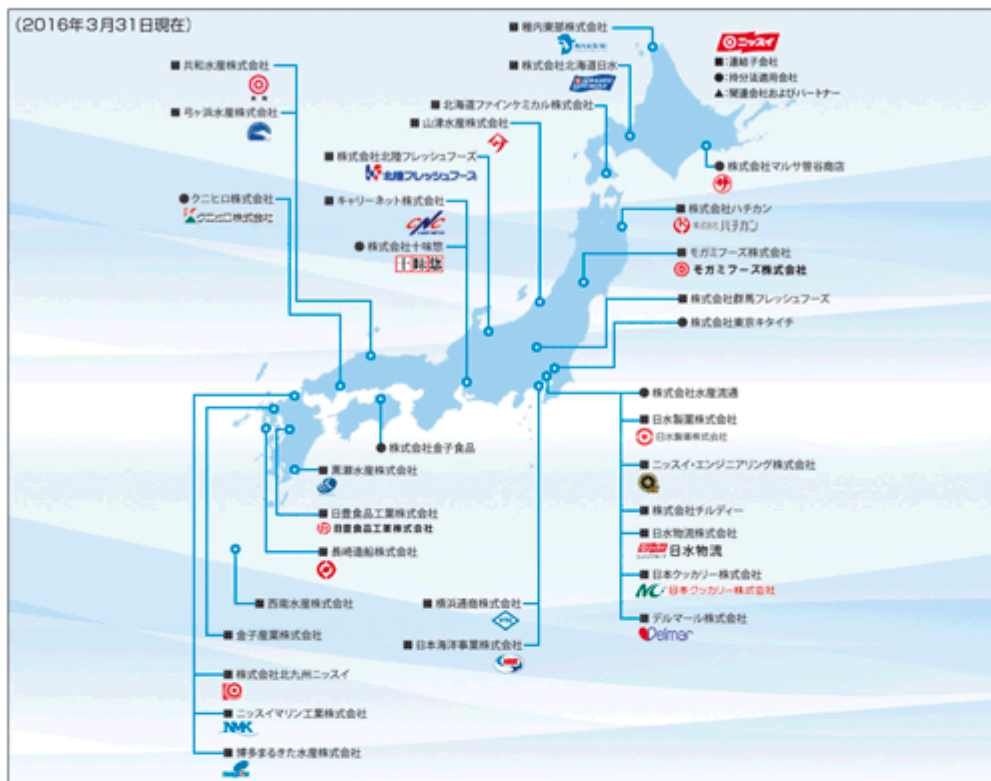 (2016年3月31日現在)
■稚内東部株式会社
ニッスイ
■:連結子会社
●:持分法適用会社
▲:関連会社およびパートナー
■共和水産株式会社
■株式会社北海道日水
■弓ヶ浜水産株式会社
■北海道ファインケミカル株式会社
■山津水産株式会社
■株式会社北陸フレッシュフーズ
北陸フレッシュフーズ
●株式会社マルサ笹谷商店
●クニヒロ株式会社
クニヒロ株式会社
■キャリーネット株式会社
CNC
■株式会社ハチカン
株式会社 ハチカン
●株式会社十味惣
十味惣
■モガミフーズ株式会社
モガミフーズ株式会社
■株式会社群馬フレッシュフーズ
●株式会社東京キタイチ
●株式会社水産流通
■日水製薬株式会社
日水製薬株式会社
●株式会社金子食品
■黒瀬水産株式会社
■ニッスイ・エンジニアリング株式会社
■日豊食品工業株式会社
日豊食品工業株式会社
■株式会社チルディー
■日水物流株式会社
日水物流
■長崎造船株式会社
■日本クッカリー株式会社
NC 日本クッカリー株式会社
■西南水産株式会社
■横浜通商株式会社
■デルマール株式会社
Delmar
■金子産業株式会社
■日本海洋事業株式会社
■株式会社北九州ニッスイ
■ニッスイマリン工業株式会社
NMK
■博多まるきた水産株式会社